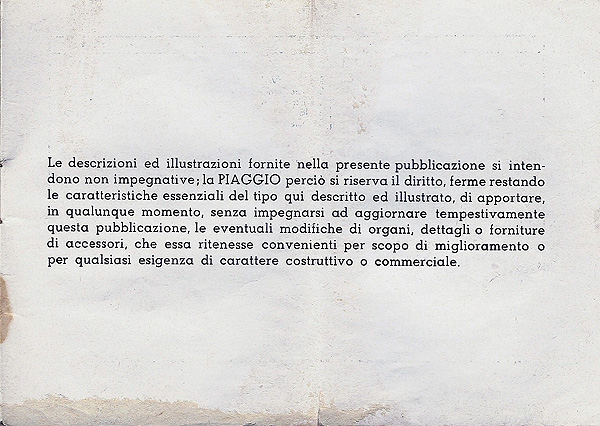 Le descrizioni ed illustrazioni fornite nella presente pubblicazione si inten-
dono non impegnative; la PIAGGIO perciò si riserva il diritto, ferme restando
le caratteristiche essenziali del tipo qui descritto ed illustrato, di apportare,
in qualunque momento, senza impegnarsi ad aggiornare tempestivamente
questa pubblicazione, le eventuali modifiche di organi, dettagli o forniture
di accessori, che essa ritenesse convenienti per scopo di miglioramento o
per qualsiasi esigenza di carattere costruttivo o commerciale.